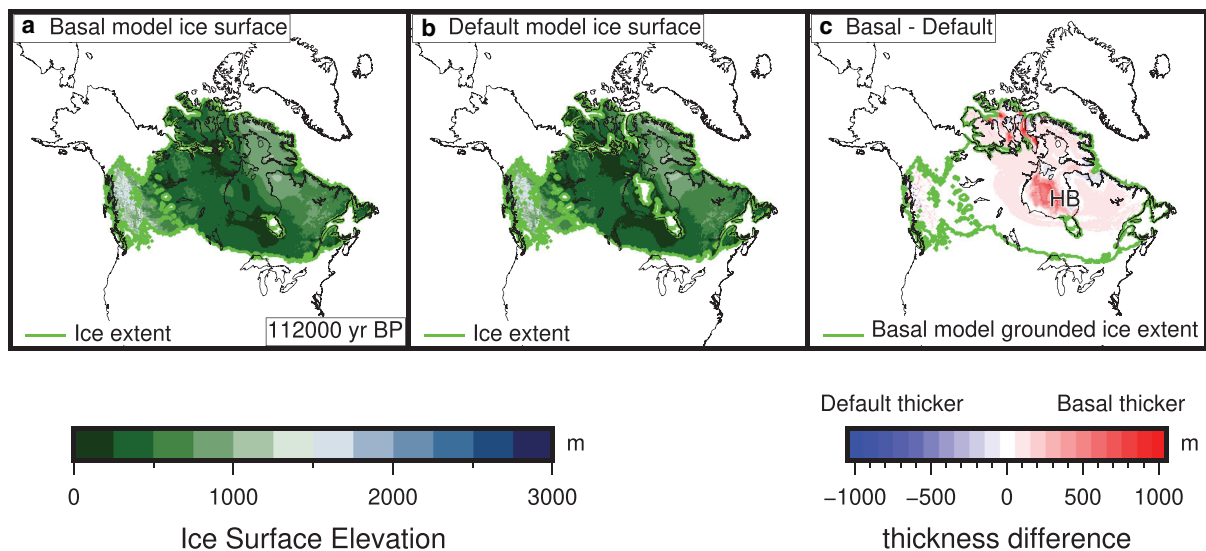 a Basal model ice surface
b Default model ice surface
c Basal - Default
HB
Ice extent
112000 yr BP
Ice extent
Basal model grounded ice extent
Default thicker
Basal thicker
m
m
0
1000
2000
3000
−1000
−500
0
500
1000
Ice Surface Elevation
thickness difference